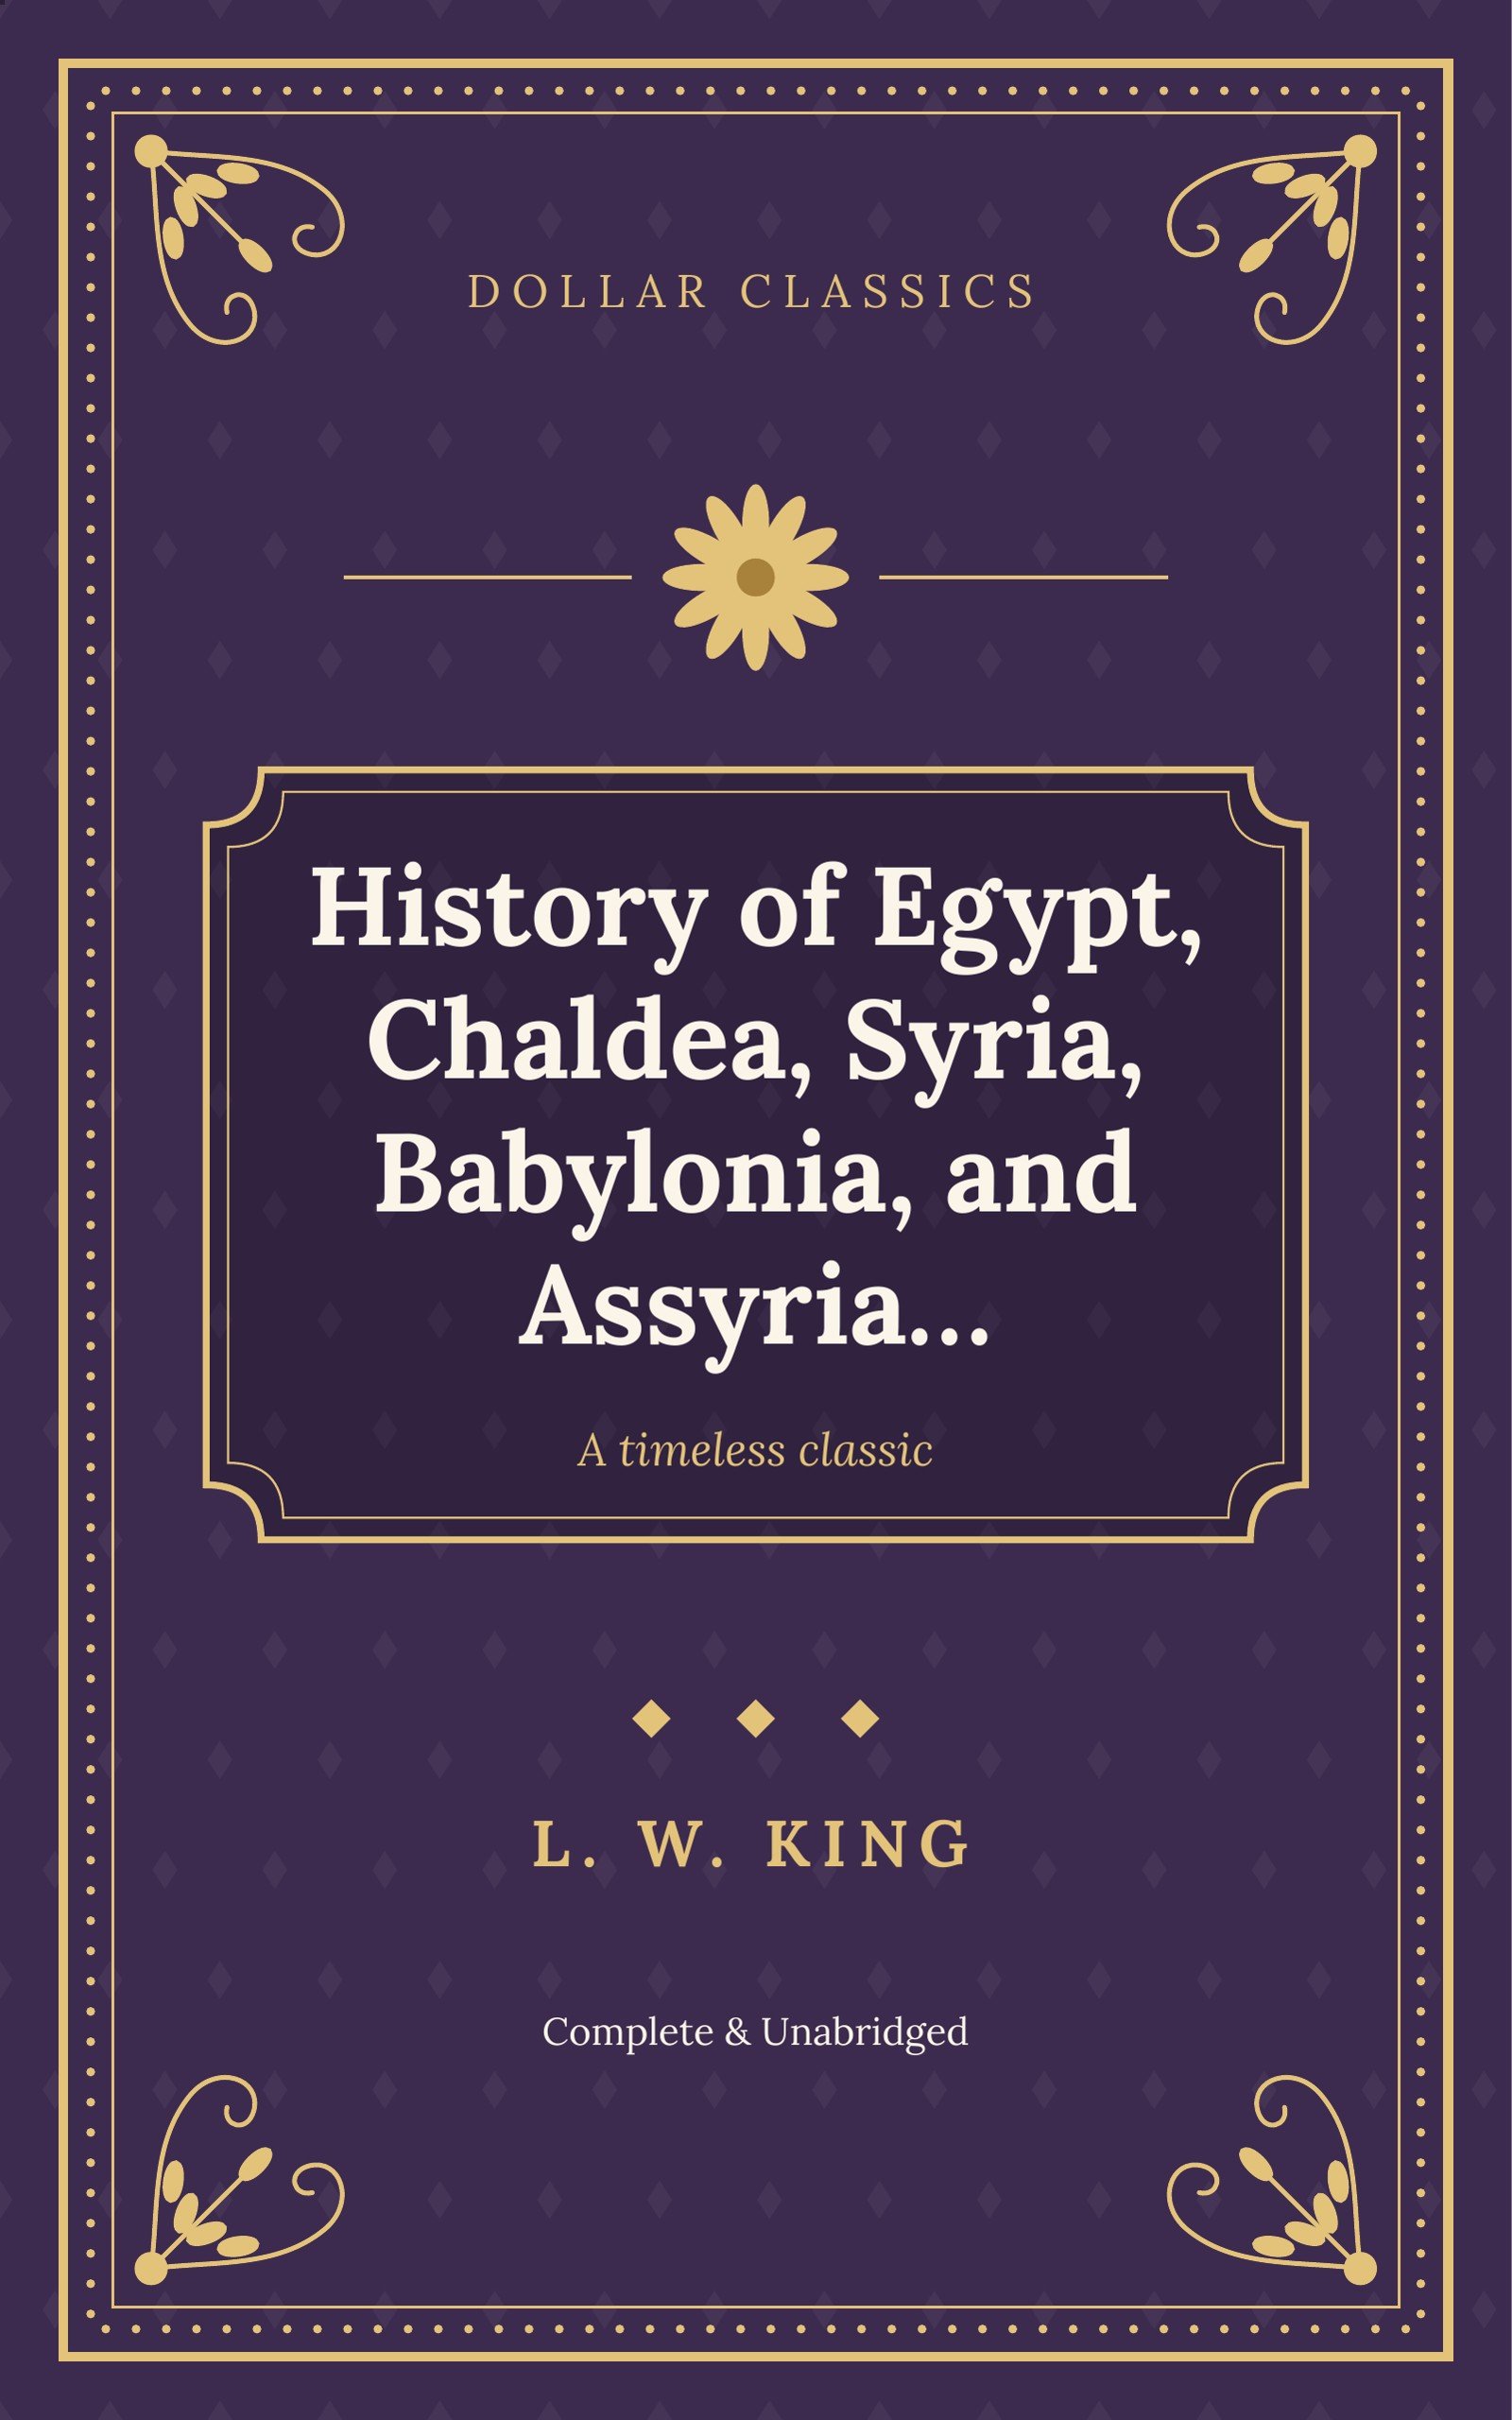 DOLLAR CLASSICS
History of Egypt,
Chaldea, Syria,
Babylonia, and
Assyria...
A timeless classic
L. W. KING
Complete & Unabridged